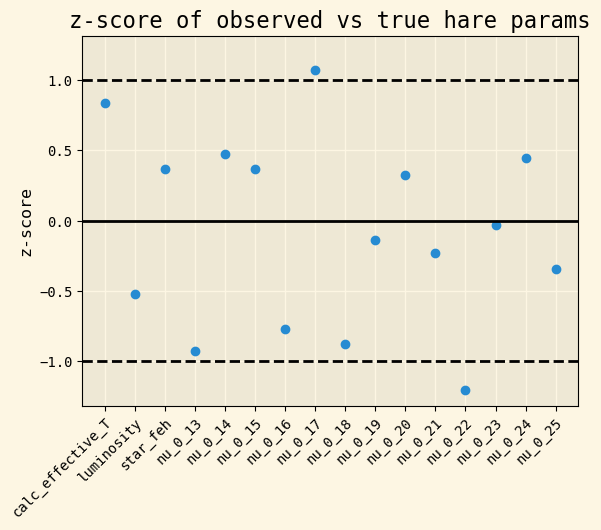 z-score of observed vs true hare params
z-score
1.0
0.5
0.0
−0.5
−1.0
calc_effective_T
luminosity
star_feh
nu_0_13
nu_0_14
nu_0_15
nu_0_16
nu_0_17
nu_0_18
nu_0_19
nu_0_20
nu_0_21
nu_0_22
nu_0_23
nu_0_24
nu_0_25